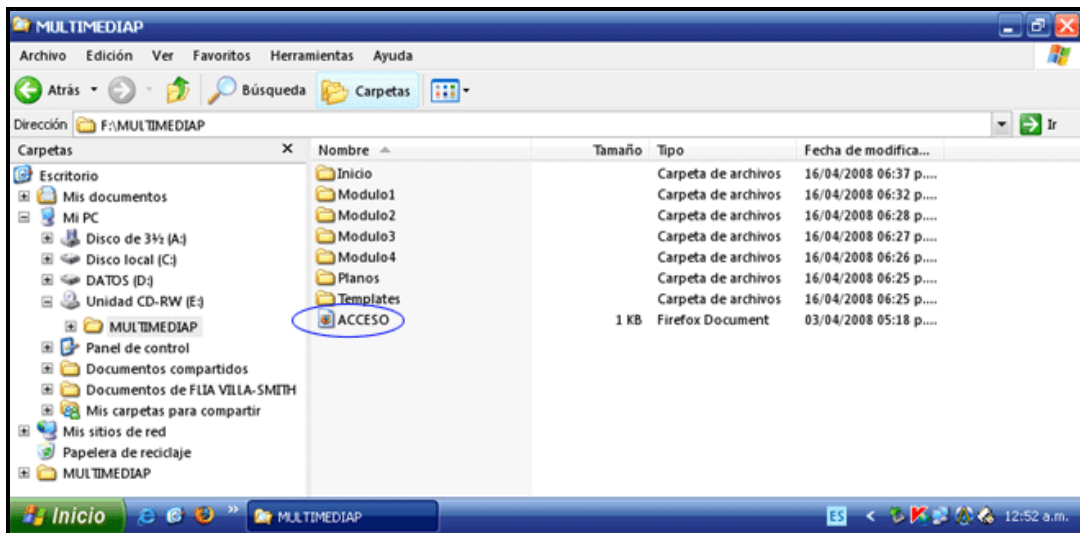 MULTIMEDIAP
Archivo Edición Ver Favoritos Herramientas Ayuda
Atrás Búsqueda Carpetas
Dirección F:\MULTIMEDIAP Ir
Carpetas
Escritorio
Mis documentos
Mi PC
Disco de 3½ (A:)
Disco local (C:)
DATOS (D:)
Unidad CD-RW (E:)
MULTIMEDIAP
Panel de control
Documentos compartidos
Documentos de FLIA VILLA-SMITH
Mis carpetas para compartir
Mis sitios de red
Papelera de reciclaje
MULTIMEDIAP
Nombre Tamaño Tipo Fecha de modifica...
Inicio Carpeta de archivos 16/04/2008 06:37 p....
Modulo1 Carpeta de archivos 16/04/2008 06:32 p....
Modulo2 Carpeta de archivos 16/04/2008 06:28 p....
Modulo3 Carpeta de archivos 16/04/2008 06:27 p....
Modulo4 Carpeta de archivos 16/04/2008 06:26 p....
Planos Carpeta de archivos 16/04/2008 06:25 p....
Templates Carpeta de archivos 16/04/2008 06:25 p....
ACCESO 1 KB Firefox Document 03/04/2008 05:18 p....
Inicio » MULTIMEDIAP ES < 12:52 a.m.